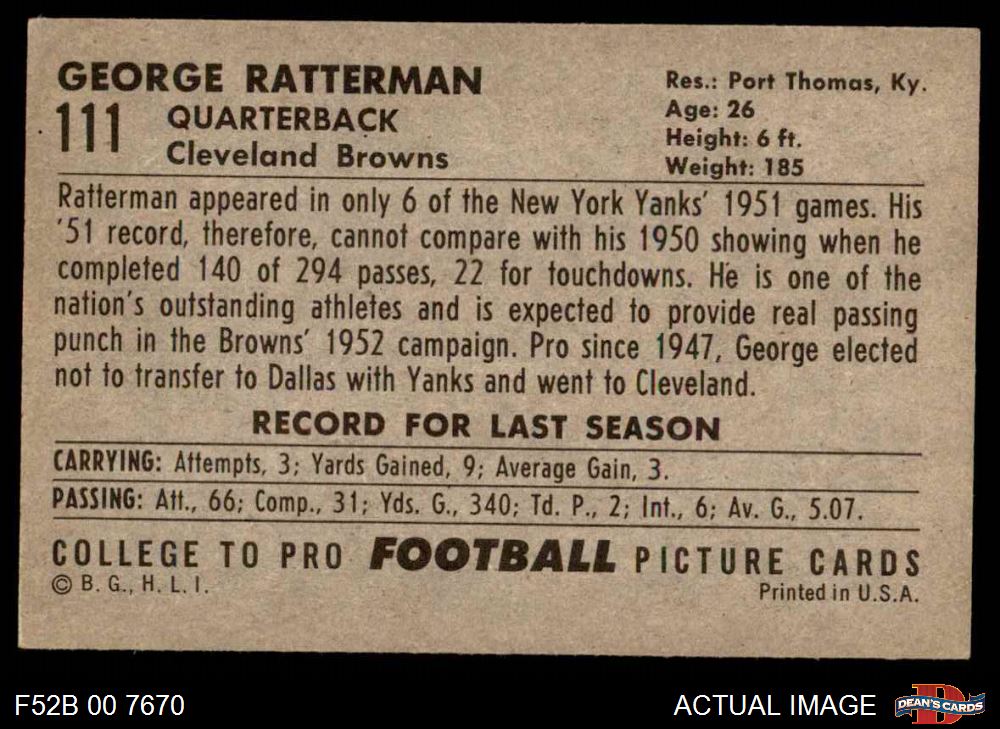 GEORGE RATTERMAN
111
QUARTERBACK
Cleveland Browns
Res.: Port Thomas, Ky.
Age: 26
Height: 6 ft.
Weight: 185
Ratterman appeared in only 6 of the New York Yanks' 1951 games. His
'51 record, therefore, cannot compare with his 1950 showing when he
completed 140 of 294 passes, 22 for touchdowns. He is one of the
nation's outstanding athletes and is expected to provide real passing
punch in the Browns' 1952 campaign. Pro since 1947, George elected
not to transfer to Dallas with Yanks and went to Cleveland.
RECORD FOR LAST SEASON
CARRYING: Attempts, 3; Yards Gained, 9; Average Gain, 3.
PASSING: Att., 66; Comp., 31; Yds. G., 340; Td. P., 2; Int., 6; Av. G., 5.07.
COLLEGE TO PRO FOOTBALL PICTURE CARDS
© B. G., H. L. I.
Printed in U.S.A.
F52B 00 7670
ACTUAL IMAGE
D
DEAN'S CARDS